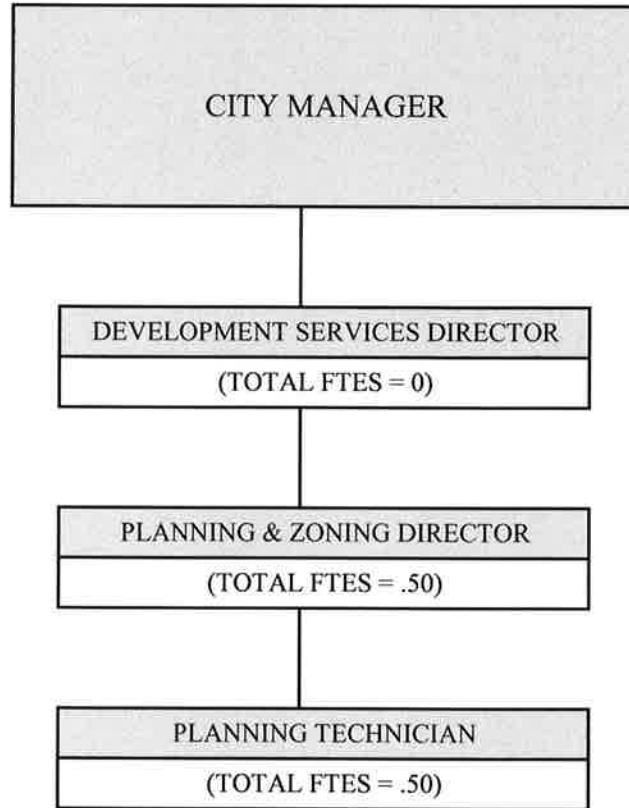 CITY MANAGER
DEVELOPMENT SERVICES DIRECTOR
(TOTAL FTES = 0)
PLANNING & ZONING DIRECTOR
(TOTAL FTES = .50)
PLANNING TECHNICIAN
(TOTAL FTES = .50)